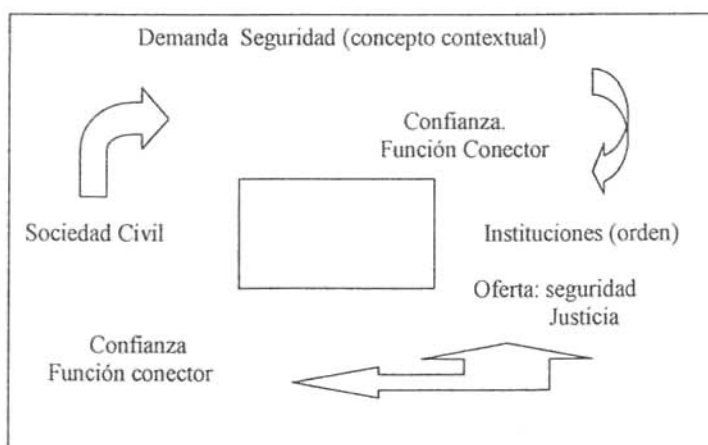 Demanda Seguridad (concepto contextual)
Confianza.
Función Conector
Sociedad Civil
Instituciones (orden)
Oferta: seguridad
Justicia
Confianza
Función conector